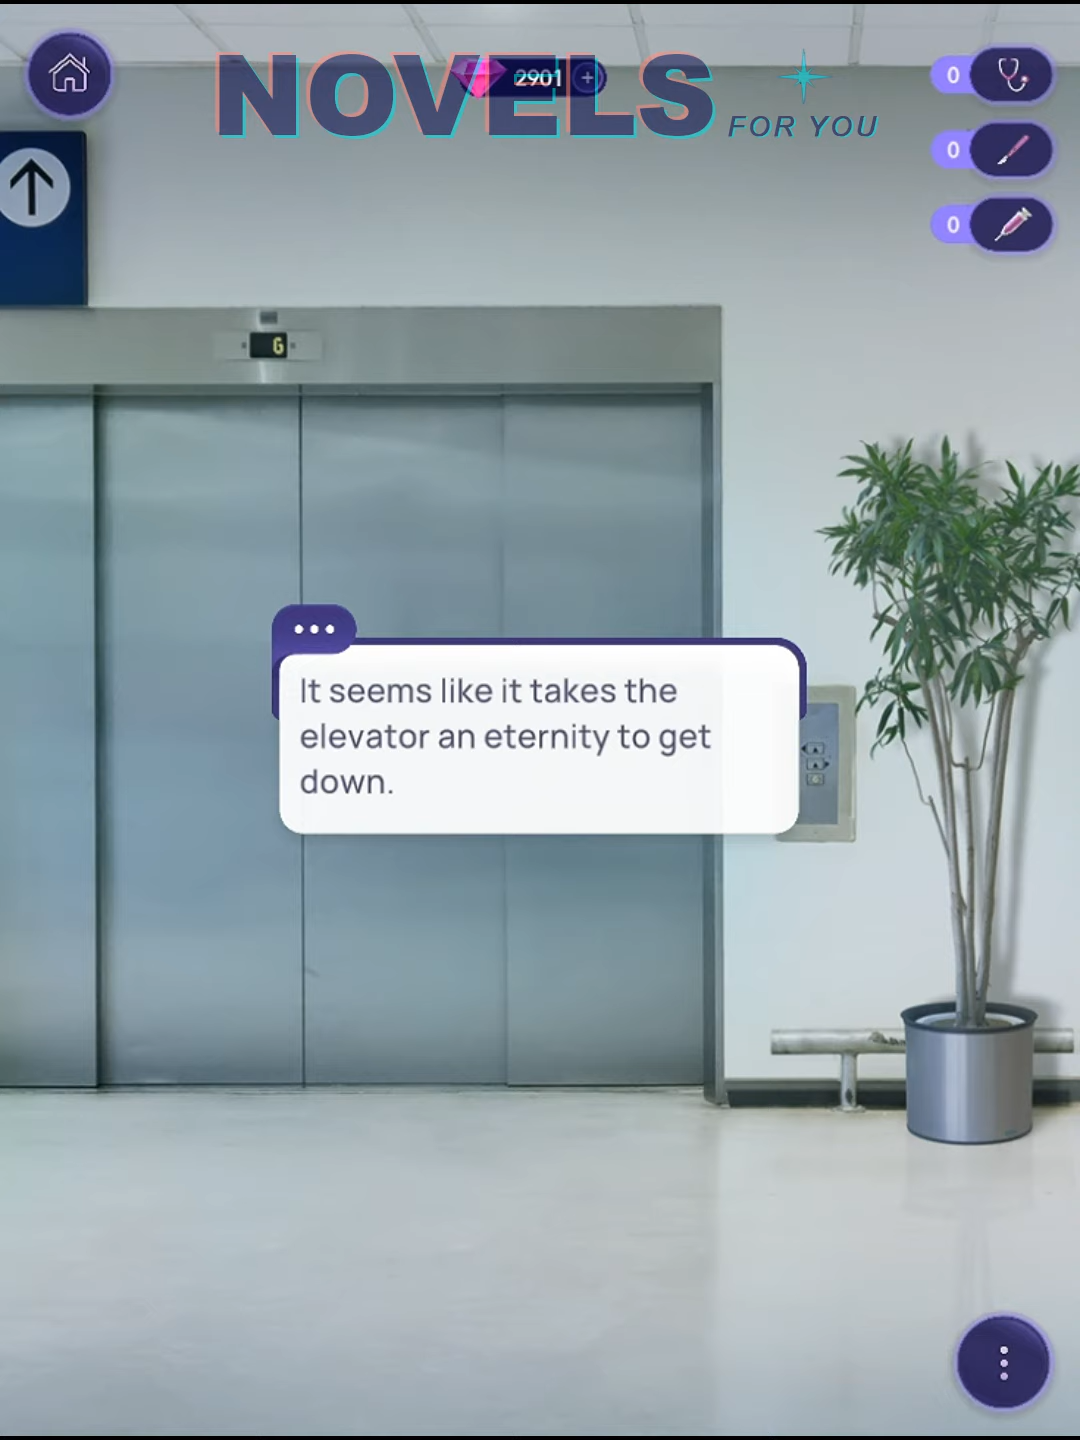 NOVELS
FOR YOU
2901
+
0
0
0
G
It seems like it takes the
elevator an eternity to get
down.